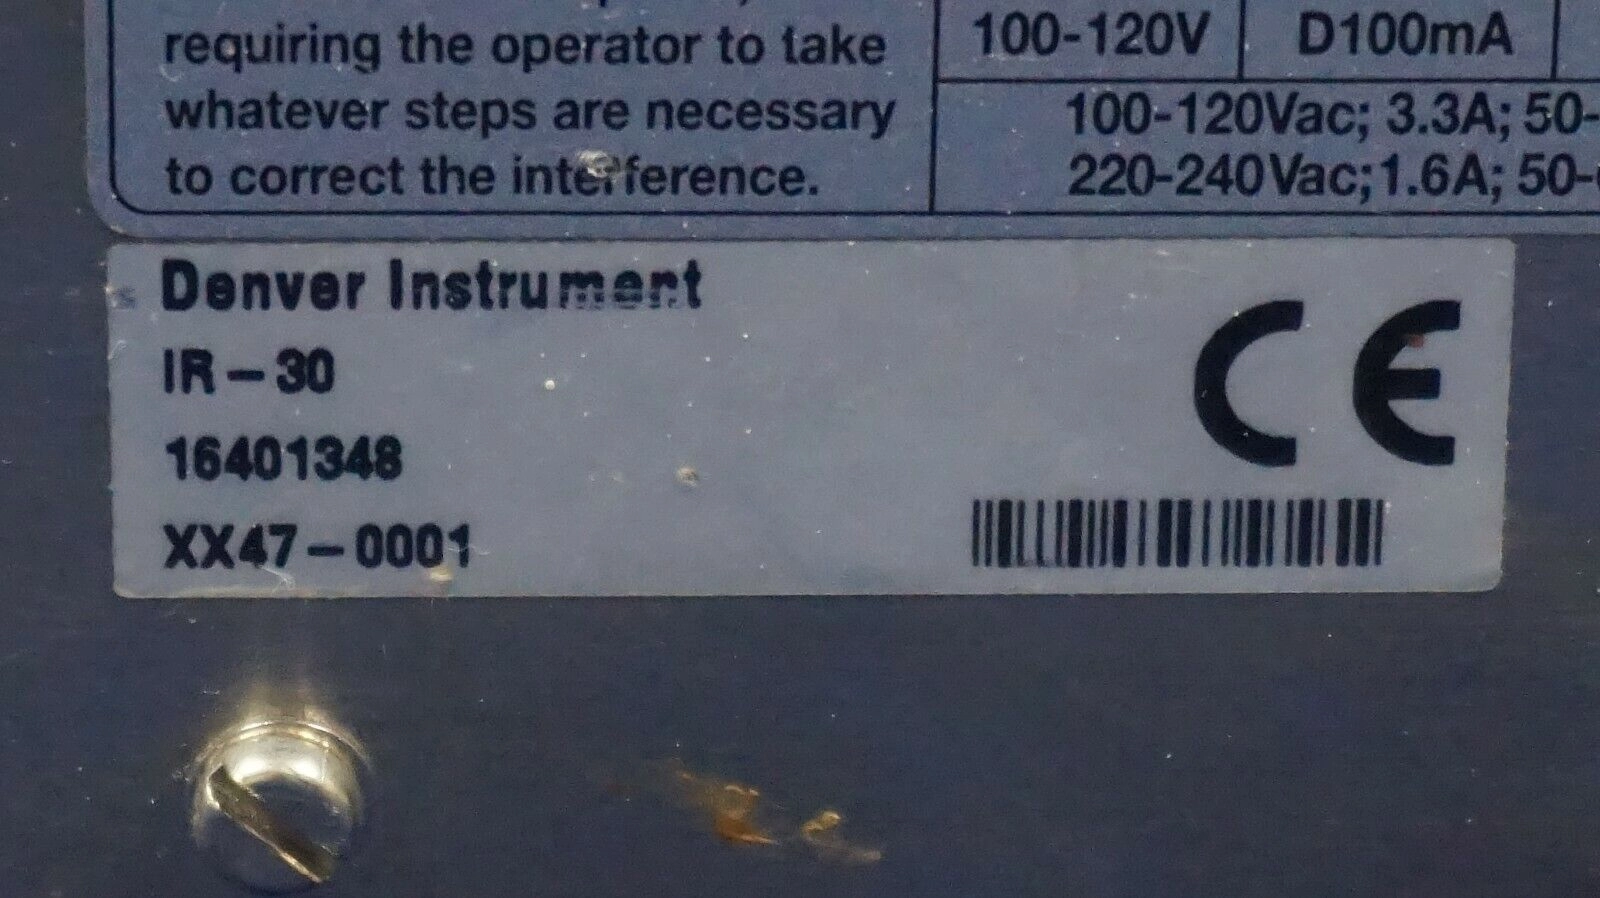 requiring the operator to take
whatever steps are necessary
to correct the interference.
100-120V D100mA
100-120Vac; 3.3A; 50-
220-240Vac;1.6A; 50-
Denver Instrument
IR-30
16401348
XX47-0001
CE